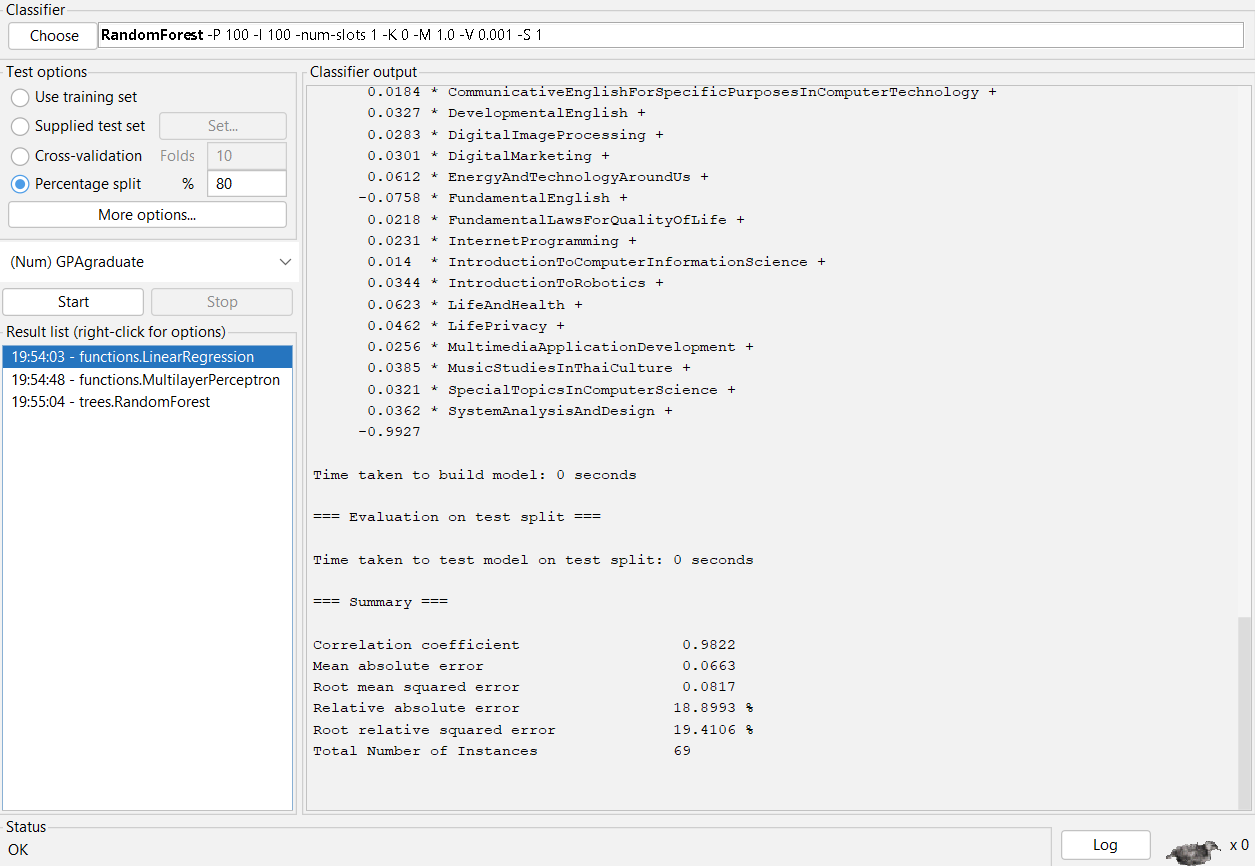 Classifier
Choose RandomForest -P 100 -I 100 -num-slots 1 -K 0 -M 1.0 -V 0.001 -S 1
Test options
Use training set
Supplied test set Set...
Cross-validation Folds 10
Percentage split % 80
More options...
(Num) GPAgraduate
Start Stop
Result list (right-click for options)
19:54:03 - functions.LinearRegression
19:54:48 - functions.MultilayerPerceptron
19:55:04 - trees.RandomForest
Classifier output
0.0184 * CommunicativeEnglishForSpecificPurposesInComputerTechnology +
0.0327 * DevelopmentalEnglish +
0.0283 * DigitalImageProcessing +
0.0301 * DigitalMarketing +
0.0612 * EnergyAndTechnologyAroundUs +
-0.0758 * FundamentalEnglish +
0.0218 * FundamentalLawsForQualityOfLife +
0.0231 * InternetProgramming +
0.014 * IntroductionToComputerInformationScience +
0.0344 * IntroductionToRobotics +
0.0623 * LifeAndHealth +
0.0462 * LifePrivacy +
0.0256 * MultimediaApplicationDevelopment +
0.0385 * MusicStudiesInThaiCulture +
0.0321 * SpecialTopicsInComputerScience +
0.0362 * SystemAnalysisAndDesign +
-0.9927
Time taken to build model: 0 seconds
=== Evaluation on test split ===
Time taken to test model on test split: 0 seconds
=== Summary ===
Correlation coefficient 0.9822
Mean absolute error 0.0663
Root mean squared error 0.0817
Relative absolute error 18.8993 %
Root relative squared error 19.4106 %
Total Number of Instances 69
Status
OK
Log x 0